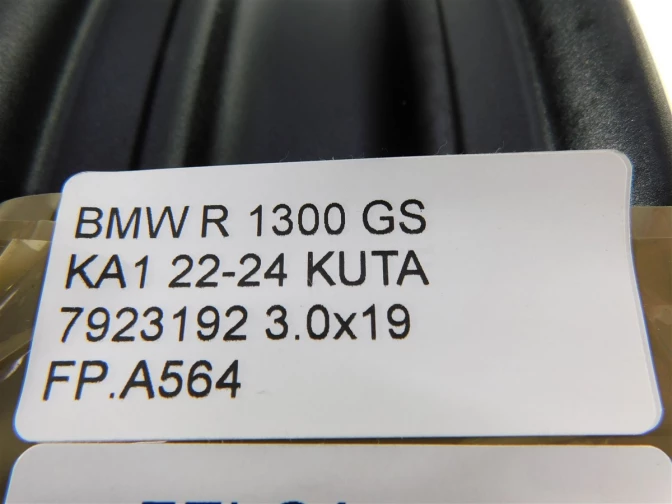 BMW R 1300 GS
KA1 22-24 KUTA
7923192 3.0x19
FP.A564